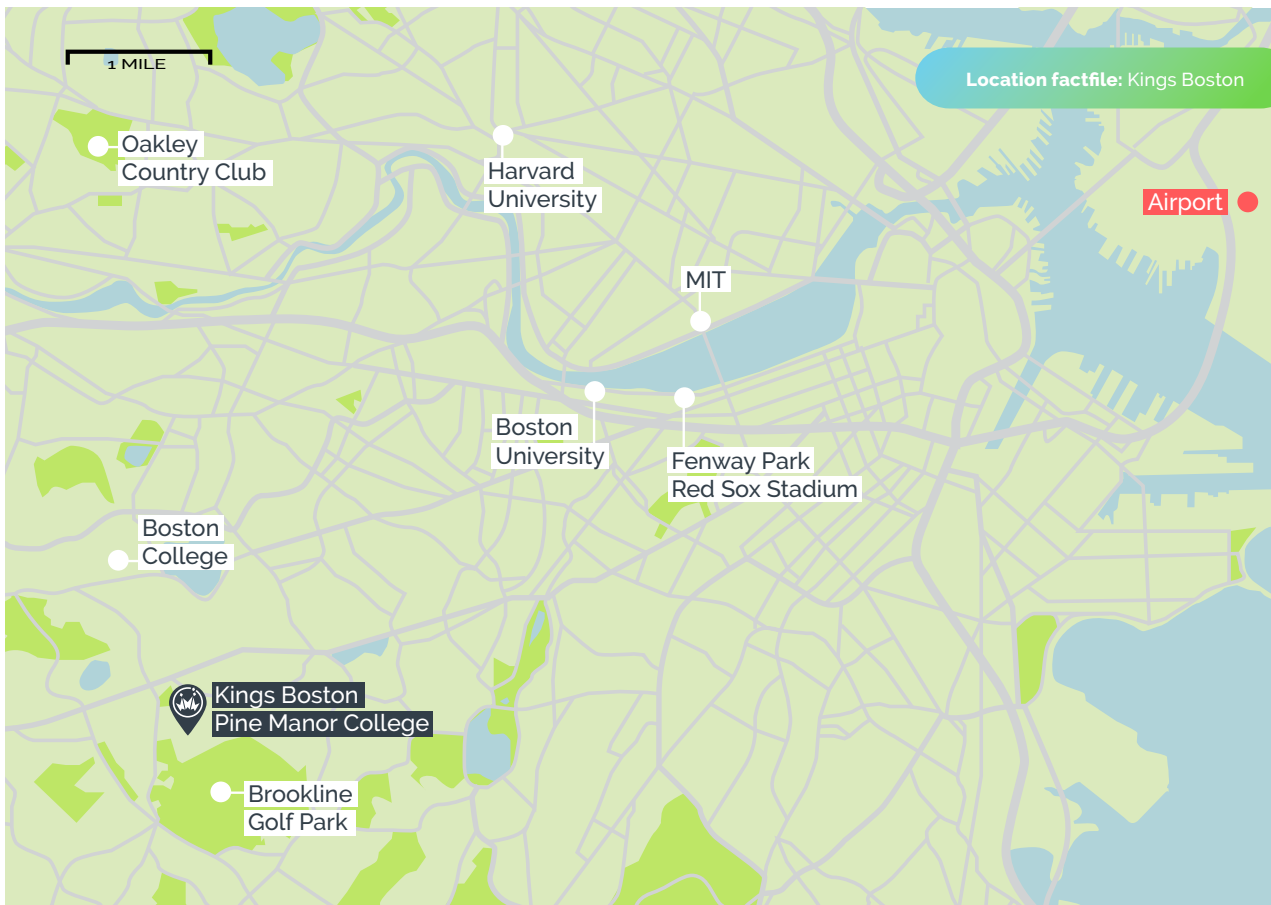 1 MILE
Location factfile: Kings Boston
Oakley
Country Club
Harvard
University
Airport
MIT
Boston
University
Fenway Park
Red Sox Stadium
Boston
College
Kings Boston
Pine Manor College
Brookline
Golf Park